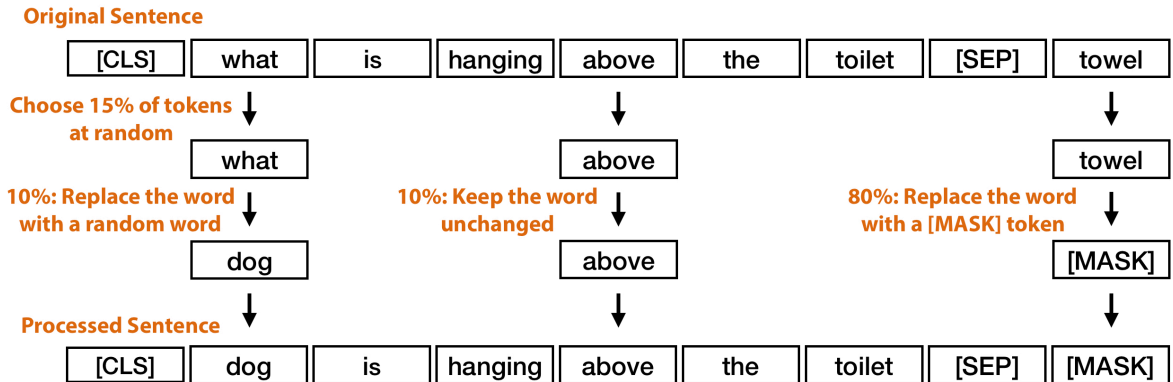 Original Sentence
[CLS] what is hanging above the toilet [SEP] towel
Choose 15% of tokens
at random
what above towel
10%: Replace the word
with a random word
10%: Keep the word
unchanged
80%: Replace the word
with a [MASK] token
dog above [MASK]
Processed Sentence
[CLS] dog is hanging above the toilet [SEP] [MASK]